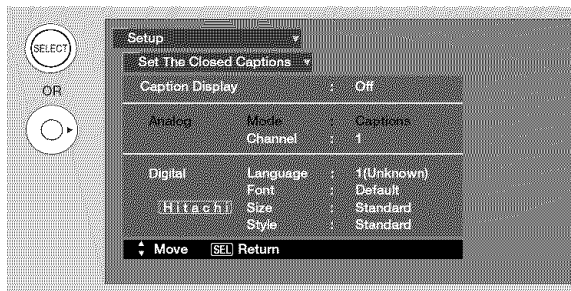 SELECT
OR
Setup
Set The Closed Captions
Caption Display : Off
Analog Mode : Captions
Channel : 1
Digital Language : 1(Unknown)
Font : Default
Hitachi Size : Standard
Style : Standard
Move SEL Return